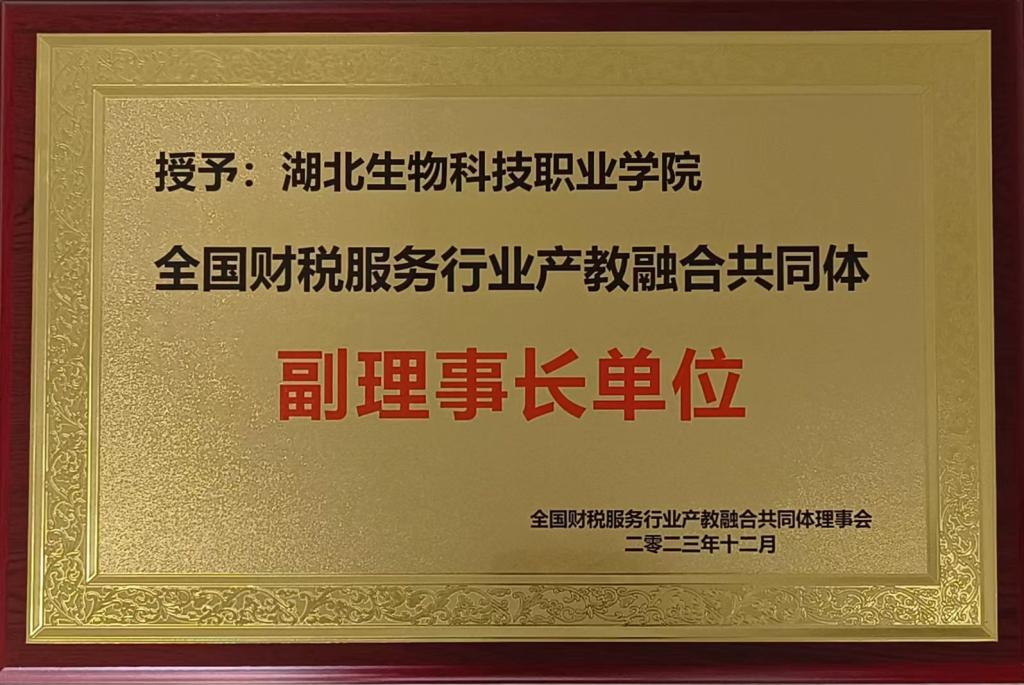 授予：湖北生物科技职业学院
全国财税服务行业产教融合共同体
副理事长单位
全国财税服务行业产教融合共同体理事会
二零二三年十二月